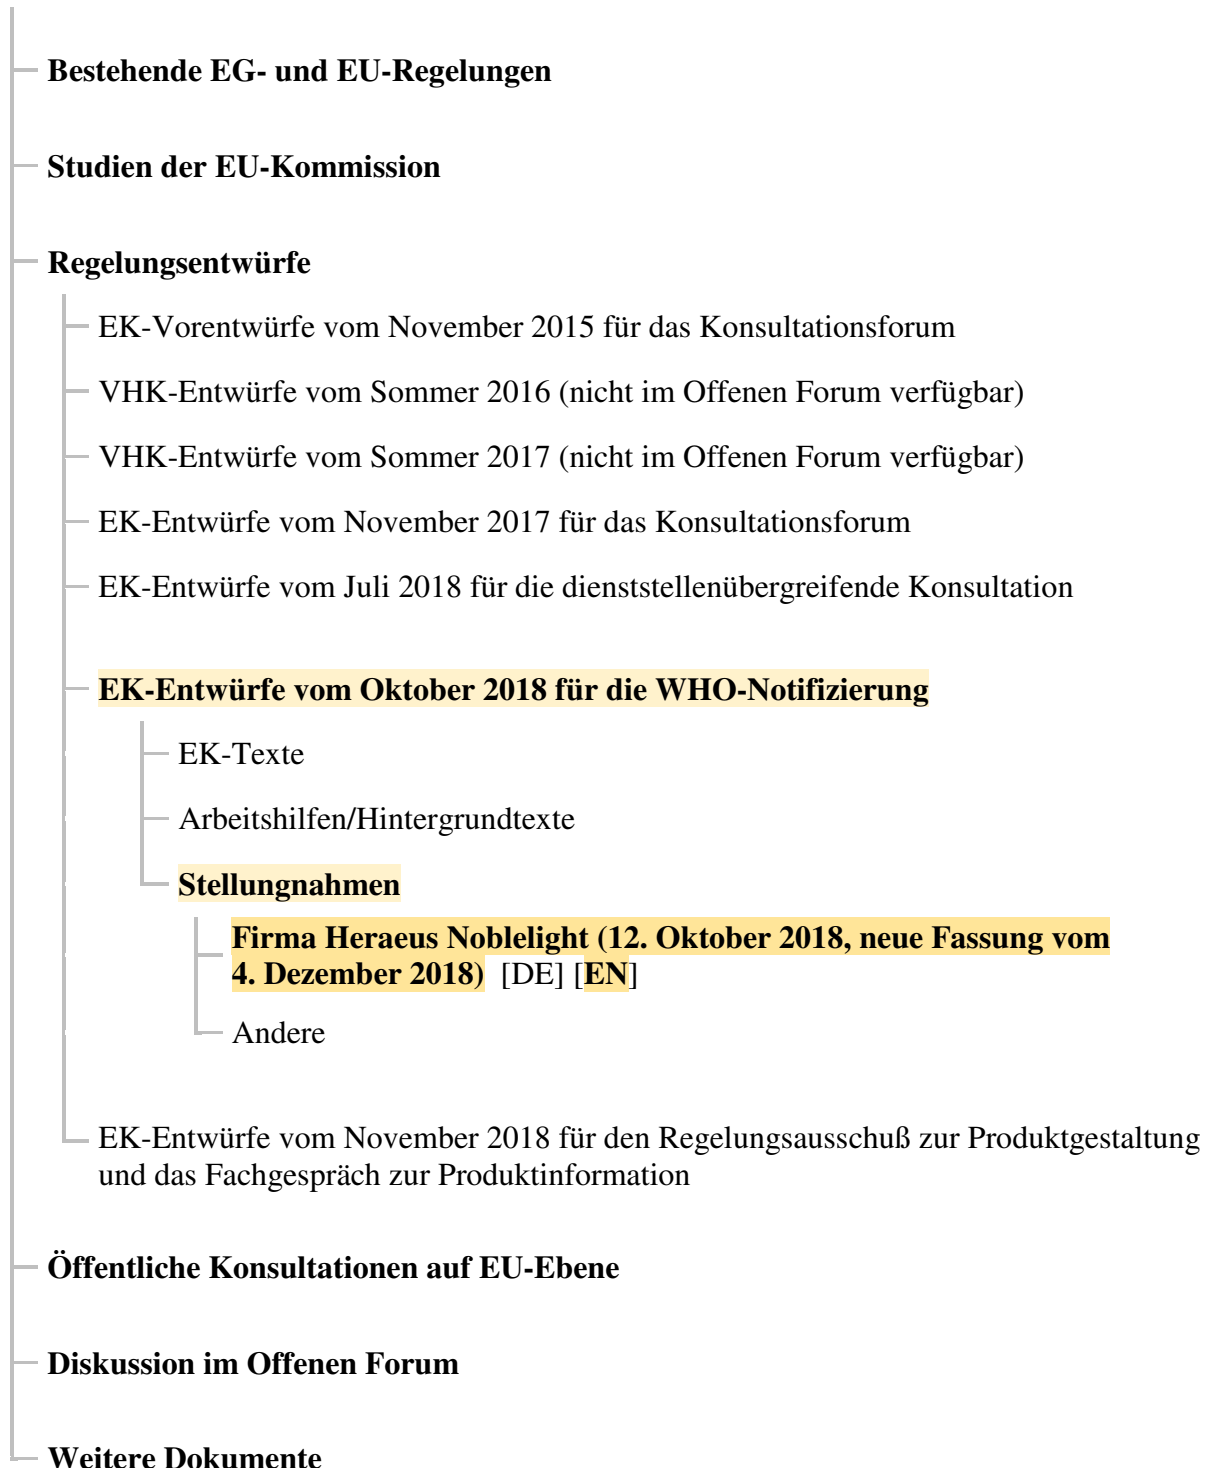 Bestehende EG- und EU-Regelungen
Studien der EU-Kommission
Regelungsentwürfe
EK-Vorentwürfe vom November 2015 für das Konsultationsforum
VHK-Entwürfe vom Sommer 2016 (nicht im Offenen Forum verfügbar)
VHK-Entwürfe vom Sommer 2017 (nicht im Offenen Forum verfügbar)
EK-Entwürfe vom November 2017 für das Konsultationsforum
EK-Entwürfe vom Juli 2018 für die dienststellenübergreifende Konsultation
EK-Entwürfe vom Oktober 2018 für die WHO-Notifizierung
EK-Texte
Arbeitshilfen/Hintergrundtexte
Stellungnahmen
Firma Heraeus Noblelight (12. Oktober 2018, neue Fassung vom
4. Dezember 2018) [DE] [EN]
Andere
EK-Entwürfe vom November 2018 für den Regelungsausschuß zur Produktgestaltung
und das Fachgespräch zur Produktinformation
Öffentliche Konsultationen auf EU-Ebene
Diskussion im Offenen Forum
Weitere Dokumente